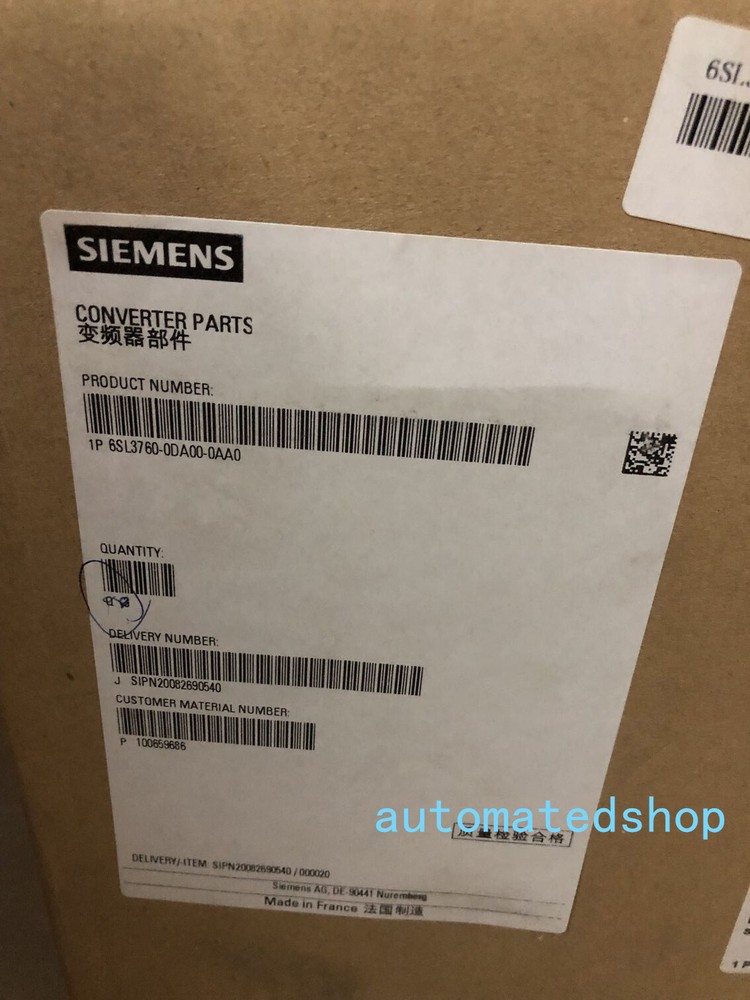 6SL
SIEMENS
CONVERTER PARTS
变频器部件
PRODUCT NUMBER:
1P 6SL3760-0DA00-0AA0
QUANTITY:
DELIVERY NUMBER:
J SIPN20082690540
CUSTOMER MATERIAL NUMBER:
P 100659686
automatedshop
质量检验合格
DELIVERY/-ITEM: SIPN20082690540 / 000020
Siemens AG, DE-90441 Nuremberg
Made in France 法国制造
1P